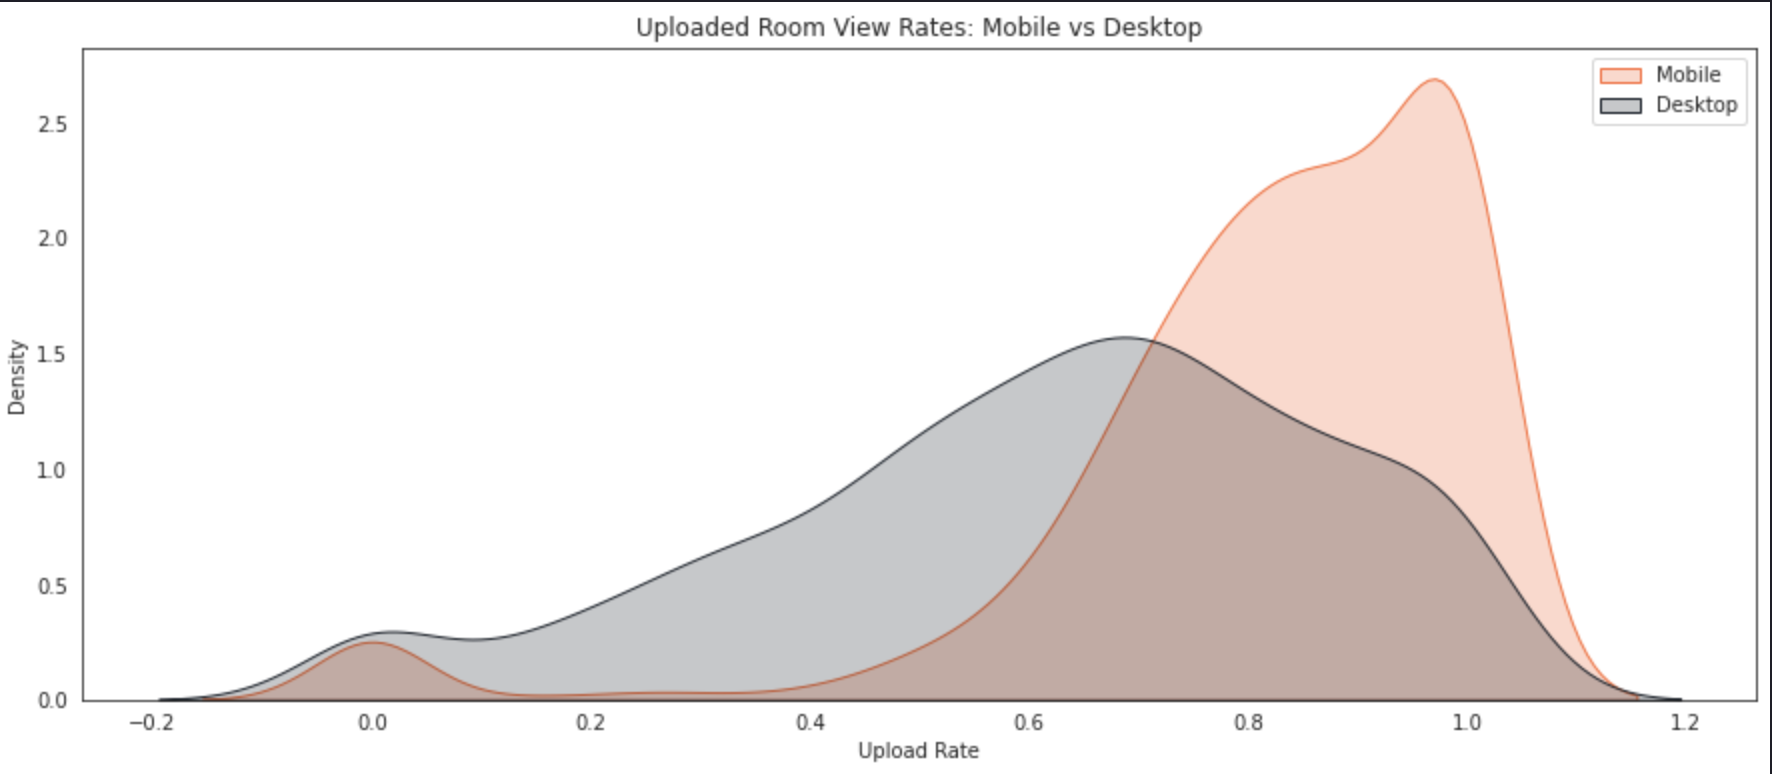 Uploaded Room View Rates: Mobile vs Desktop
Mobile
Desktop
2.5
2.0
1.5
1.0
0.5
0.0
Density
−0.2 0.0 0.2 0.4 0.6 0.8 1.0 1.2
Upload Rate